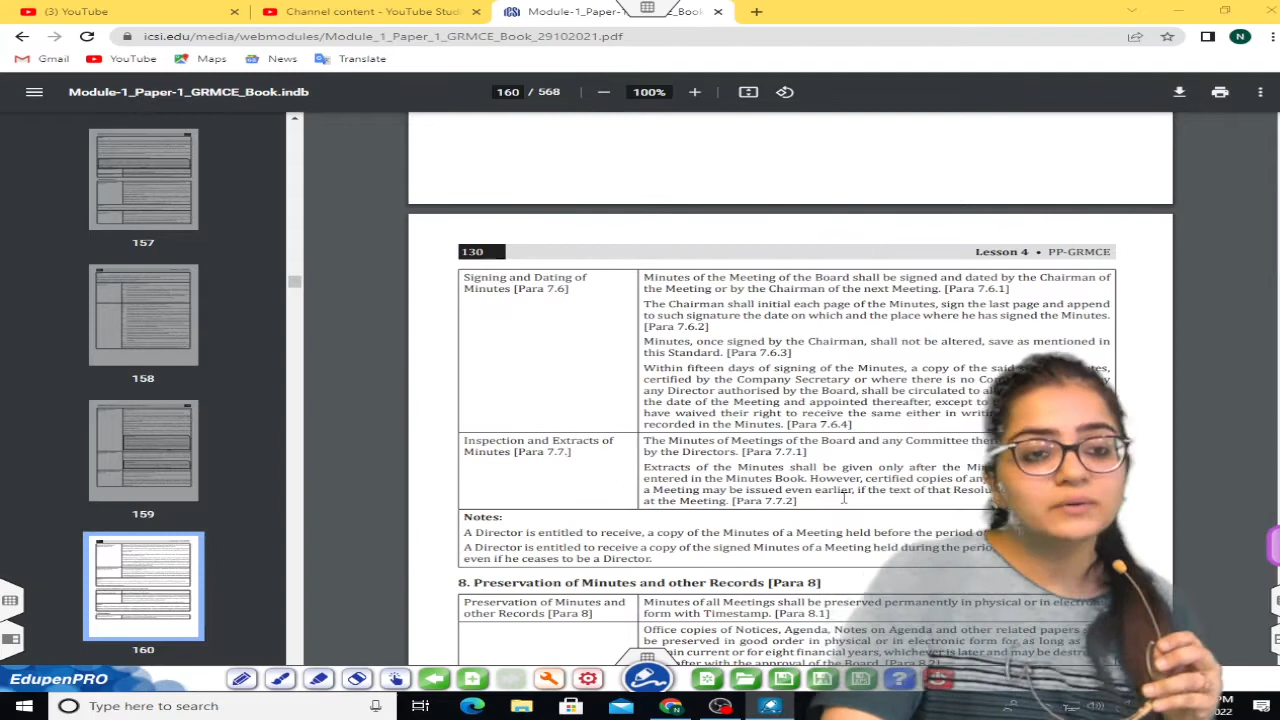 (3) YouTube
Channel content - YouTube Studi
Module-1_Paper-1 Book
icsi.edu/media/webmodules/Module_1_Paper_1_GRMCE_Book_29102021.pdf
N
Gmail YouTube Maps News Translate
Module-1_Paper-1_GRMCE_Book.indb
160 / 568
100%
157
158
159
160
130
Lesson 4 • PP-GRMCE
Signing and Dating of
Minutes [Para 7.6]
Minutes of the Meeting of the Board shall be signed and dated by the Chairman of
the Meeting or by the Chairman of the next Meeting. [Para 7.6.1]
The Chairman shall initial each page of the Minutes, sign the last page and append
to such signature the date on which and the place where he has signed the Minutes.
[Para 7.6.2]
Minutes, once signed by the Chairman, shall not be altered, save as mentioned in
this Standard. [Para 7.6.3]
Within fifteen days of signing of the Minutes, a copy of the said
certified by the Company Secretary or where there is no
any Director authorised by the Board, shall be circulated to
the date of the Meeting and appointed thereafter, except to
have waived their right to receive the same either in
recorded in the Minutes. [Para 7.6.4]
Inspection and Extracts of
Minutes [Para 7.7.]
The Minutes of Meetings of the Board and any Committee
by the Directors. [Para 7.7.1]
Extracts of the Minutes shall be given only after the
entered in the Minutes Book. However, certified copies of
a Meeting may be issued even earlier, if the text of that
at the Meeting. [Para 7.7.2]
Notes:
A Director is entitled to receive, a copy of the Minutes of a Meeting held before the period of
A Director is entitled to receive a copy of the signed Minutes of a Meeting held during the
even if he ceases to be a Director.
8. Preservation of Minutes and other Records [Para 8]
Preservation of Minutes and
other Records [Para 8]
Minutes of all Meetings shall be preserved permanently in physical or in
form with Timestamp. [Para 8.1]
Office copies of Notices, Agenda, Notes on Agenda and other related papers
be preserved in good order in physical or in electronic form for as long as
current or for eight financial years, whichever is later and may be
after with the approval of the Board. [Para 8.2]
EdupenPRO
Type here to search
PM
2022